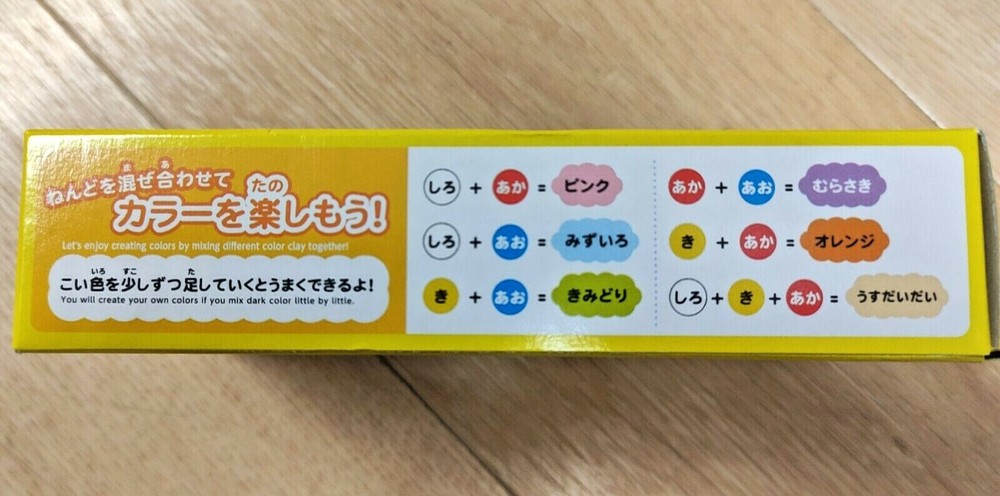 ねんどを混ぜ合わせて
カラーを楽しもう!
Let's enjoy creating colors by mixing different color clay together!
こい色を少しずつ足していくとうまくできるよ!
You will create your own colors if you mix dark color little by little.
しろ + あか = ピンク
しろ + あお = みずいろ
き + あお = きみどり
あか + あお = むらさき
き + あか = オレンジ
しろ + き + あか = うすだいだい